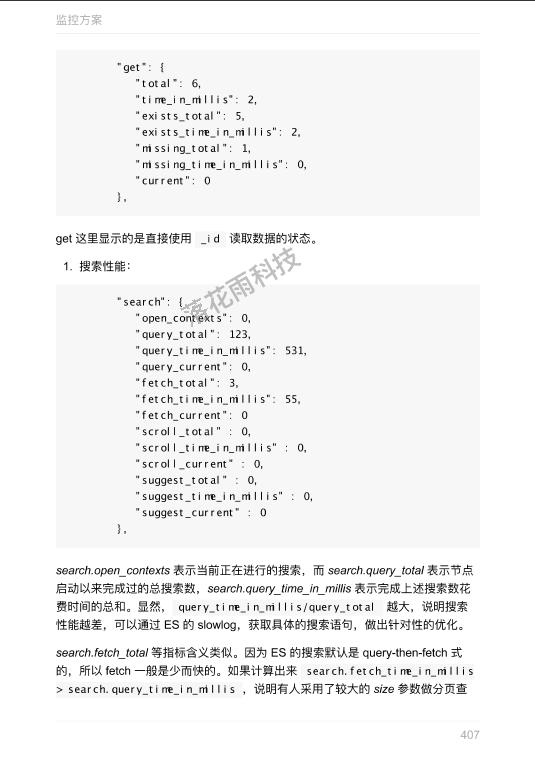 监控方案
"get": {
"total": 6,
"time_in_millis": 2,
"exists_total": 5,
"exists_time_in_millis": 2,
"missing_total": 1,
"missing_time_in_millis": 0,
"current": 0
},
get 这里显示的是直接使用 _id 读取数据的状态。
1. 搜索性能：
落花雨科技
"search": {
"open_contexts": 0,
"query_total": 123,
"query_time_in_millis": 531,
"query_current": 0,
"fetch_total": 3,
"fetch_time_in_millis": 55,
"fetch_current": 0
"scroll_total" : 0,
"scroll_time_in_millis" : 0,
"scroll_current" : 0,
"suggest_total" : 0,
"suggest_time_in_millis" : 0,
"suggest_current" : 0
},
search.open_contexts 表示当前正在进行的搜索，而 search.query_total 表示节点
启动以来完成过的总搜索数，search.query_time_in_millis 表示完成上述搜索数花
费时间的总和。显然， query_time_in_millis/query_total 越大，说明搜索
性能越差，可以通过 ES 的 slowlog，获取具体的搜索语句，做出针对性的优化。
search.fetch_total 等指标含义类似。因为 ES 的搜索默认是 query-then-fetch 式
的，所以 fetch 一般是少而快的。如果计算出来 search.fetch_time_in_millis
> search.query_time_in_millis ，说明有人采用了较大的 size 参数做分页查
407